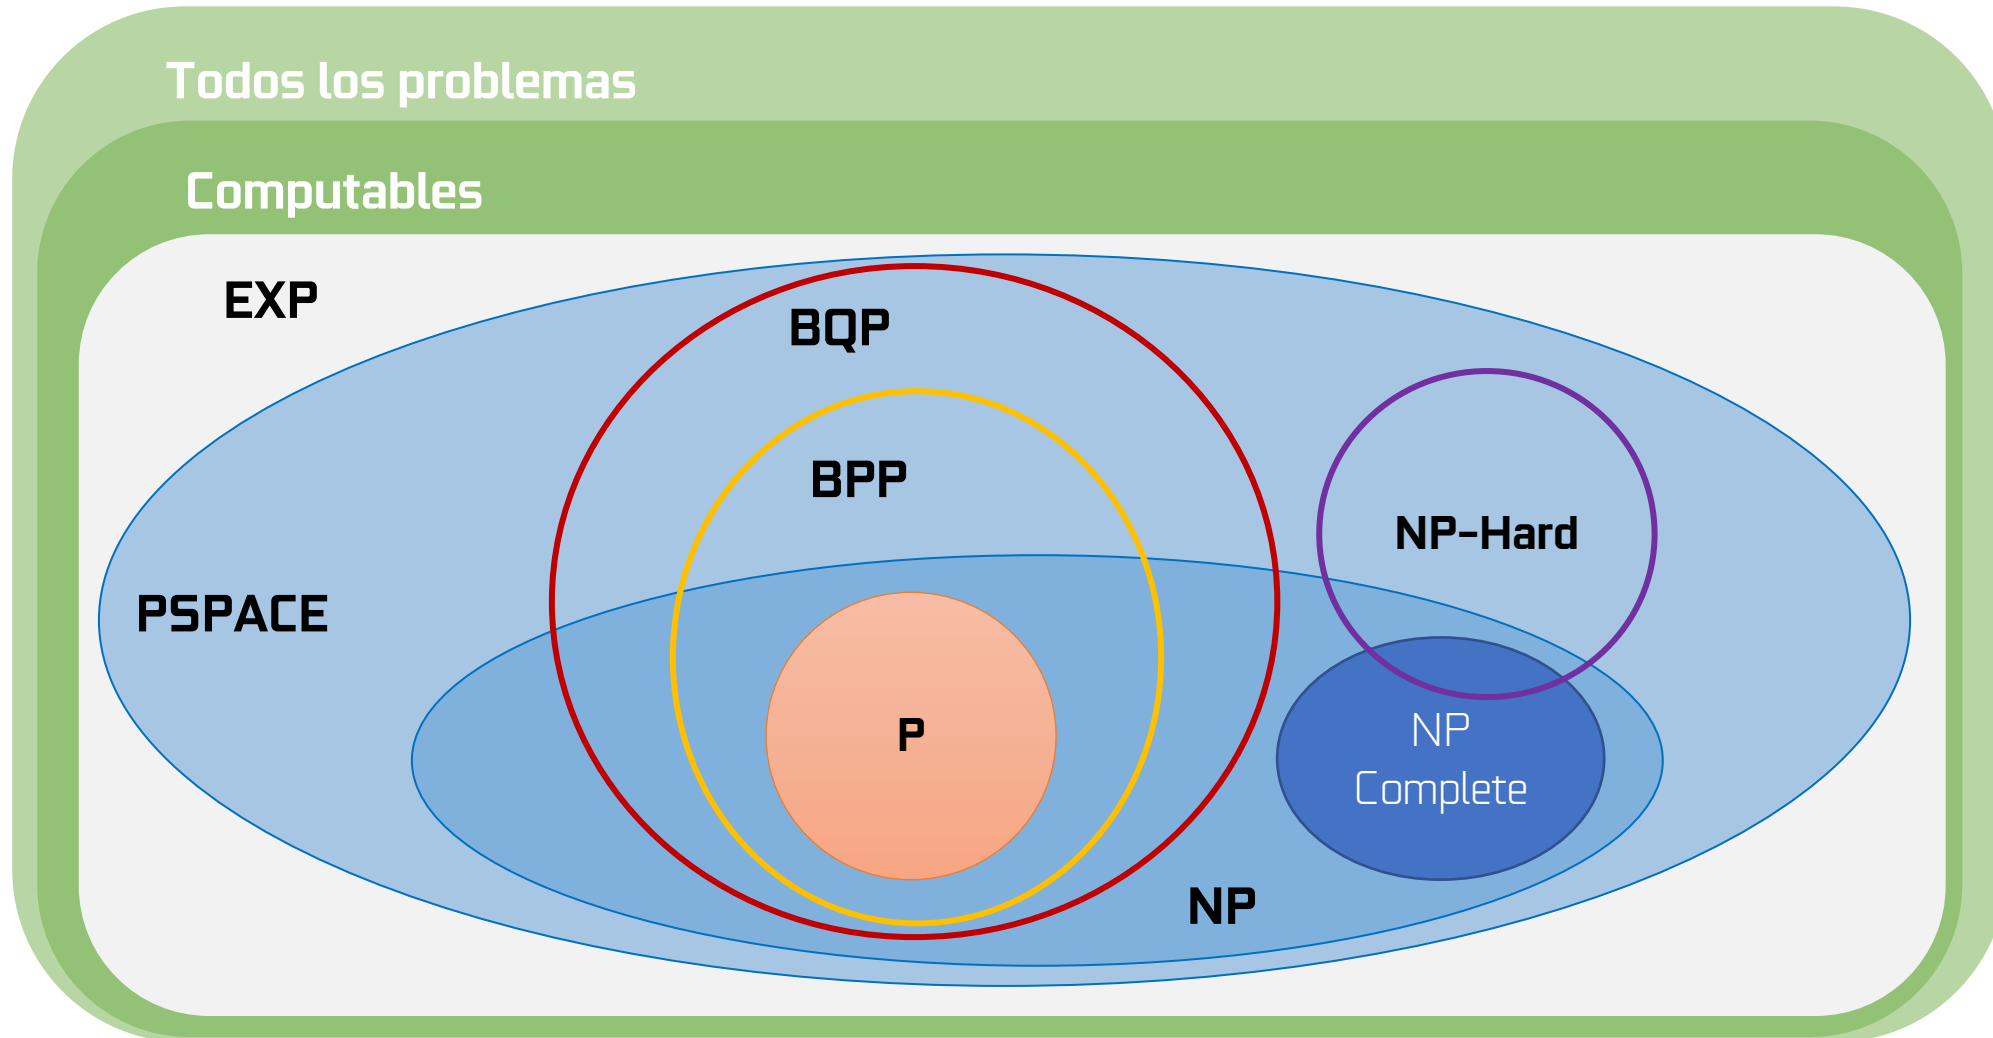 Todos los problemas
Computables
EXP
BQP
BPP
NP-Hard
PSPACE
P
NP
Complete
NP